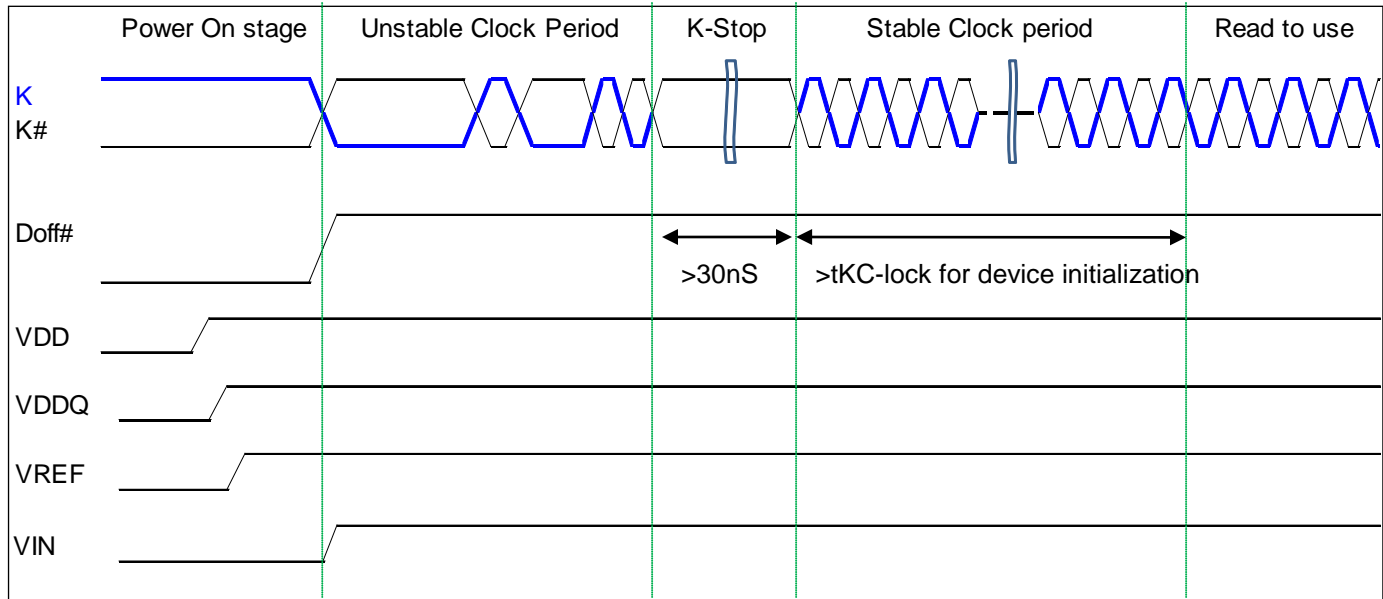 Power On stage
Unstable Clock Period
K-Stop
Stable Clock period
Read to use
K
K#
Doff#
>30nS
>tKC-lock for device initialization
VDD
VDDQ
VREF
VIN